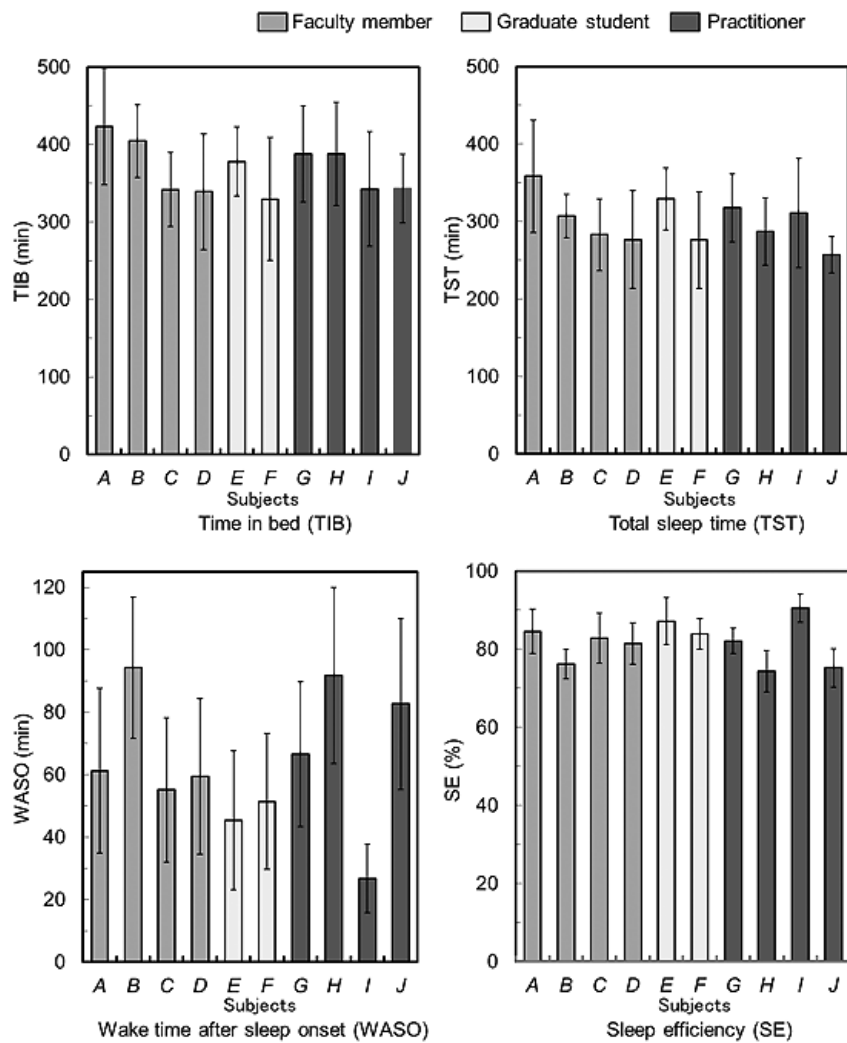 Faculty member Graduate student Practitioner
500
400
300
200
100
0
TIB (min)
A B C D E F G H I J
Subjects
Time in bed (TIB)
500
400
300
200
100
0
TST (min)
A B C D E F G H I J
Subjects
Total sleep time (TST)
120
100
80
60
40
20
0
WASO (min)
A B C D E F G H I J
Subjects
Wake time after sleep onset (WASO)
100
80
60
40
20
0
SE (%)
A B C D E F G H I J
Subjects
Sleep efficiency (SE)